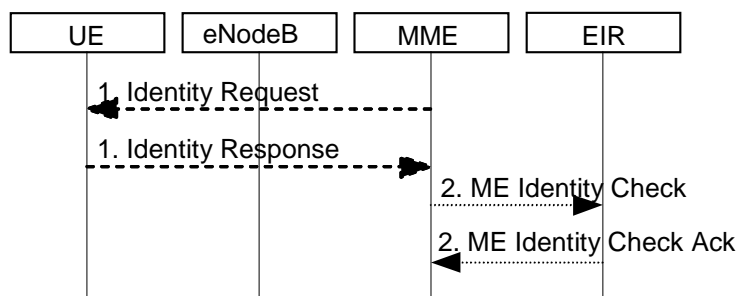 UE
eNodeB
MME
EIR
1. Identity Request
1. Identity Response
2. ME Identity Check
2. ME Identity Check Ack